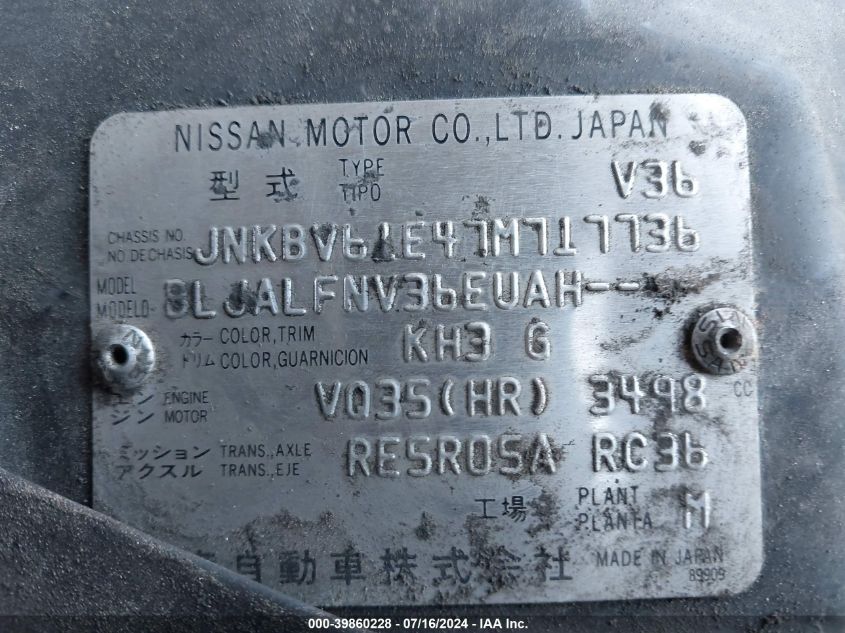 NISSAN MOTOR CO.,LTD. JAPAN
型式 TYPE TIPO V36
CHASSIS NO. NO DE CHASIS JNKBV61E47M717736
MODEL MODELO BLJALFNV36EUAH--
カラー COLOR,TRIM
トリム COLOR,GUARNICION KH3 G
エンジン ENGINE MOTOR VQ35(HR) 3498 CC
ミッション TRANS.,AXLE
アクスル TRANS.,EJE RE5R05A RC36
工場 PLANT PLANTA M
自動車株式会社 MADE IN JAPAN
89909
000-39860228 - 07/16/2024 - IAA Inc.